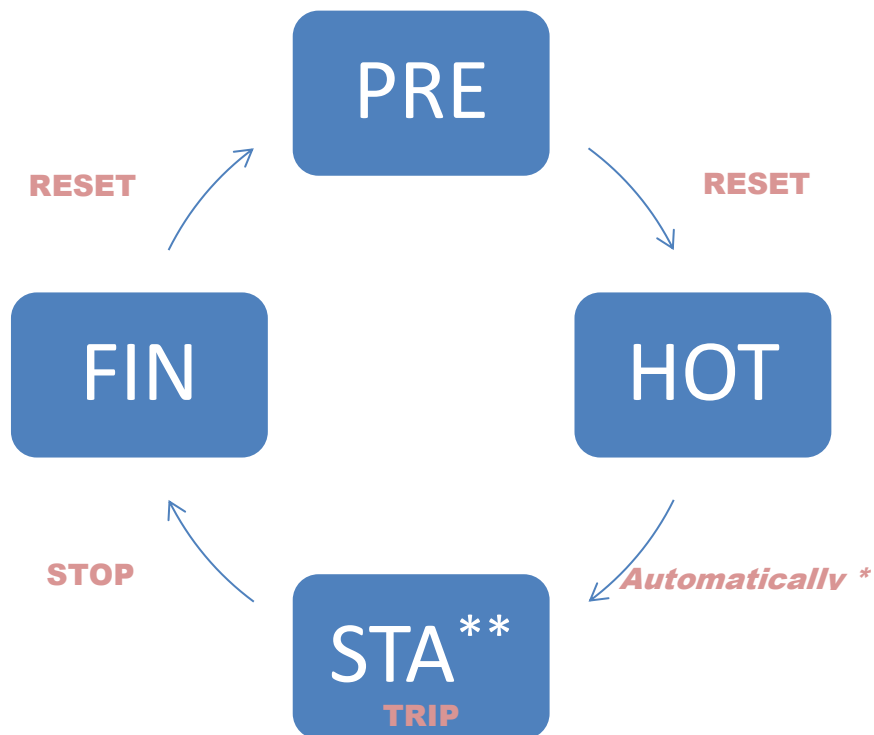 PRE
RESET
RESET
FIN
HOT
STOP
Automatically *
STA**
TRIP